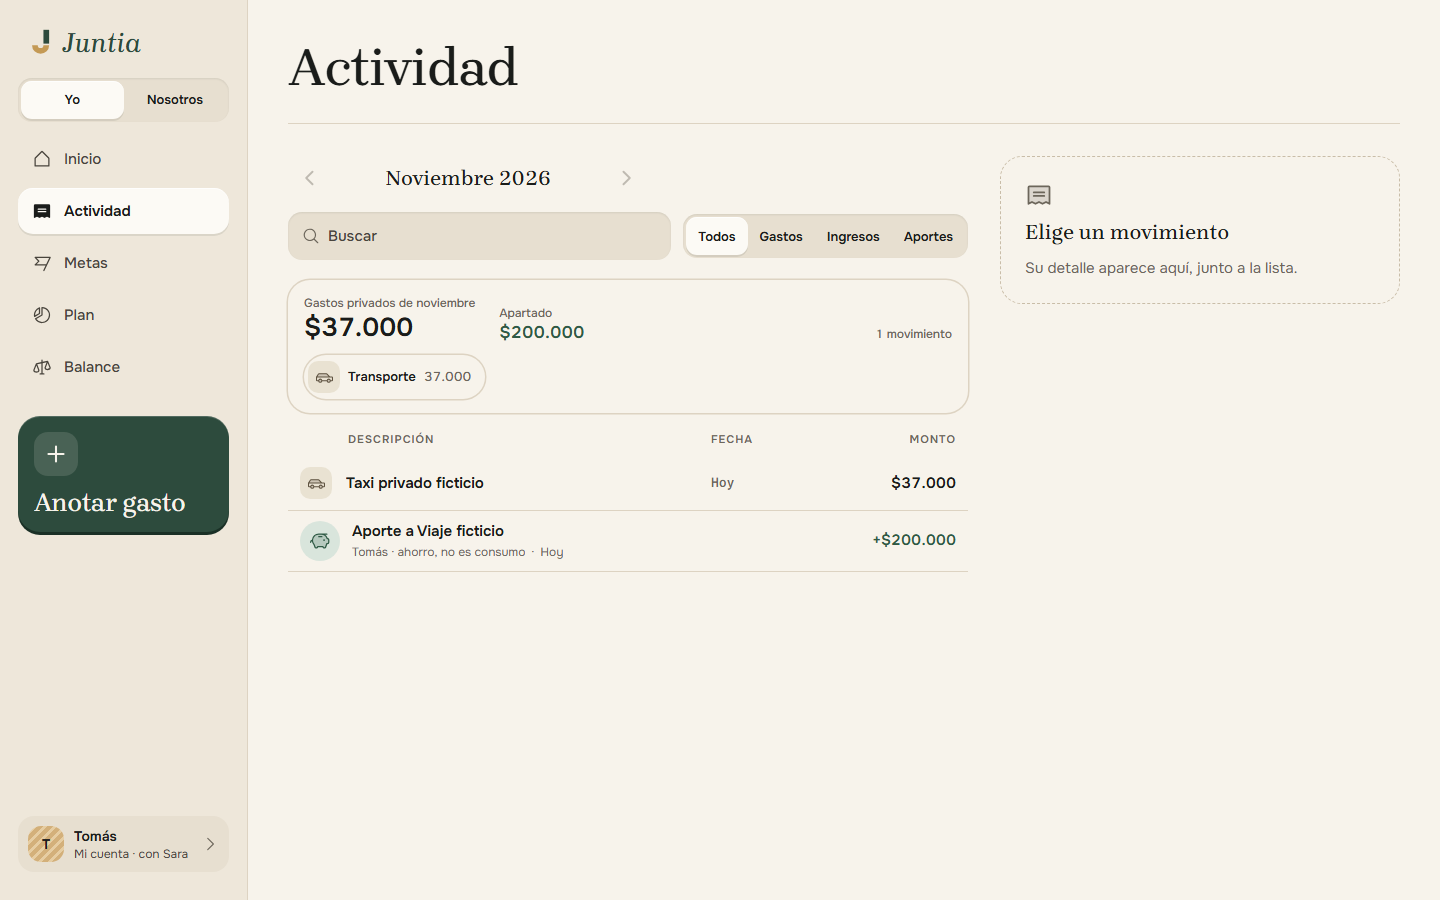 Juntia
Yo
Nosotros
Inicio
Actividad
Metas
Plan
Balance
Anotar gasto
T
Tomás
Mi cuenta · con Sara
Actividad
Noviembre 2026
Buscar
Todos
Gastos
Ingresos
Aportes
Gastos privados de noviembre
$37.000
Apartado
$200.000
1 movimiento
Transporte 37.000
DESCRIPCIÓN
FECHA
MONTO
Taxi privado ficticio
Hoy
$37.000
Aporte a Viaje ficticio
Tomás · ahorro, no es consumo · Hoy
+$200.000
Elige un movimiento
Su detalle aparece aquí, junto a la lista.